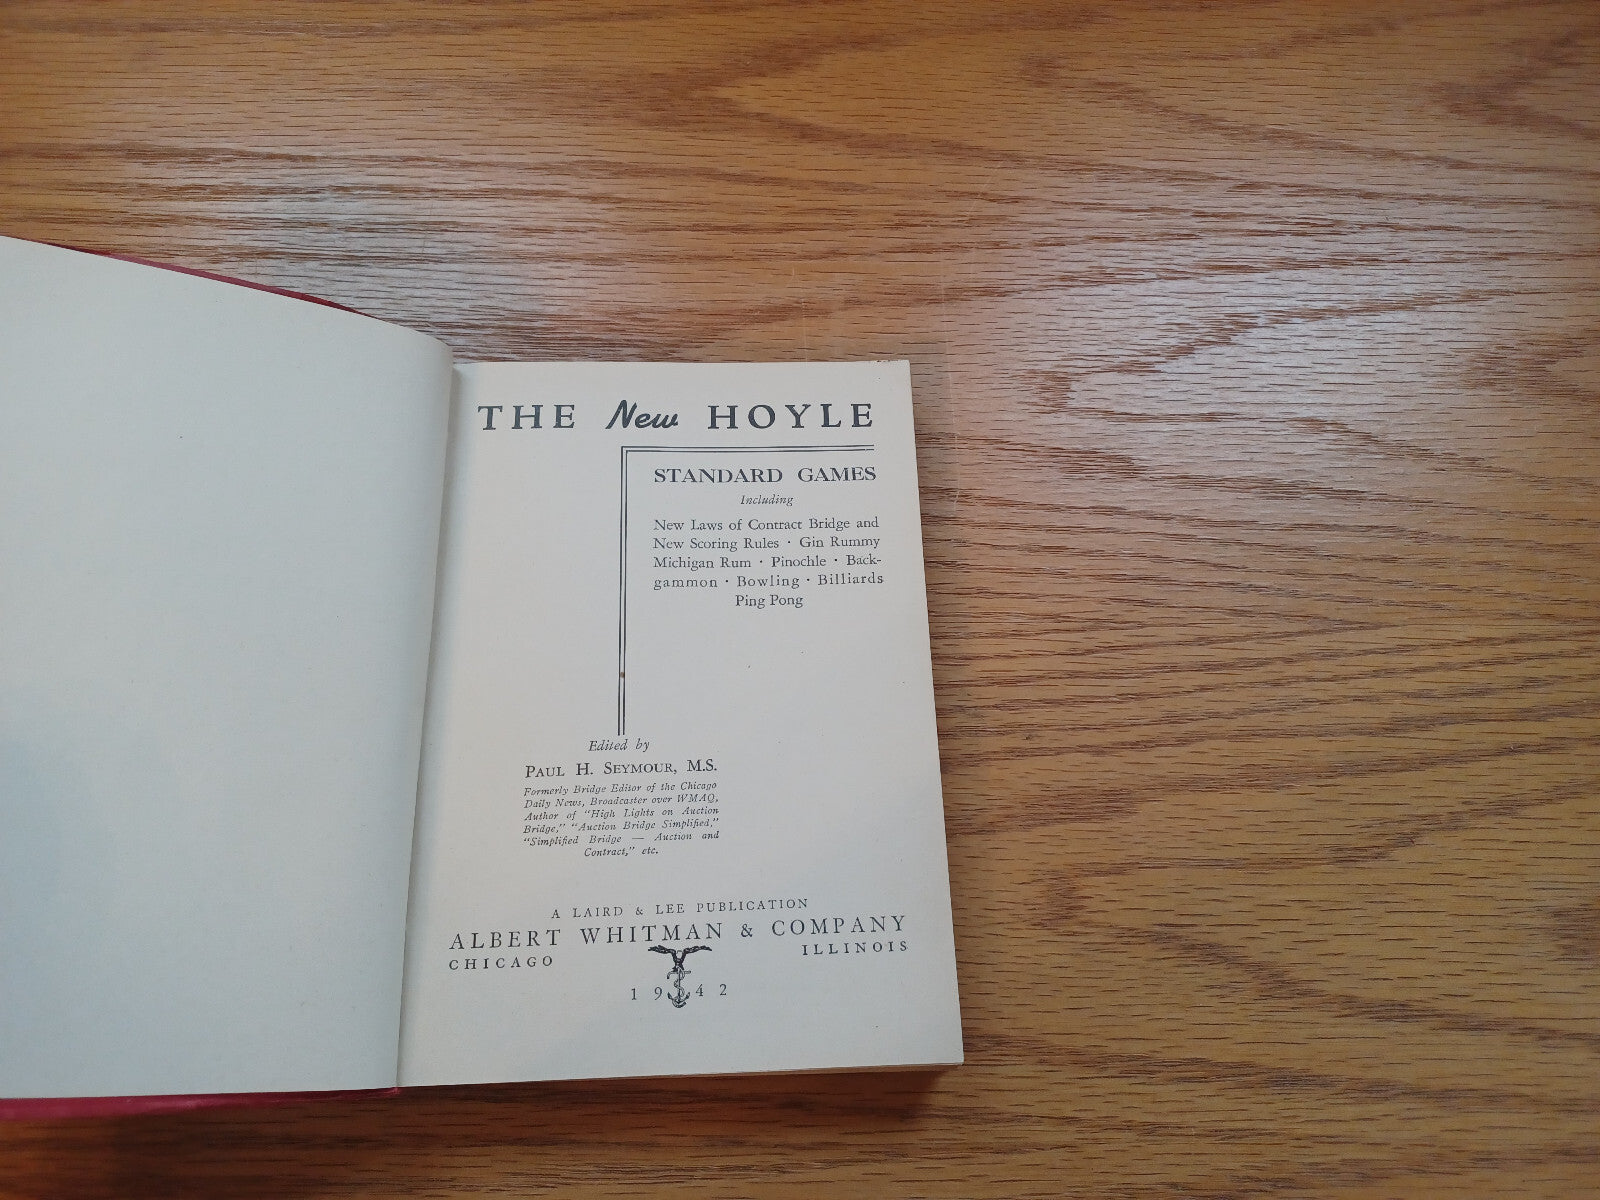 THE New HOYLE
STANDARD GAMES
Including
New Laws of Contract Bridge and
New Scoring Rules · Gin Rummy
Michigan Rum · Pinochle · Back-
gammon · Bowling · Billiards
Ping Pong
Edited by
PAUL H. SEYMOUR, M.S.
Formerly Bridge Editor of the Chicago
Daily News, Broadcaster over WMAQ,
Author of "High Lights on Auction
Bridge," "Auction Bridge Simplified,"
"Simplified Bridge — Auction and
Contract," etc.
A LAIRD & LEE PUBLICATION
ALBERT WHITMAN & COMPANY
CHICAGO ILLINOIS
1942